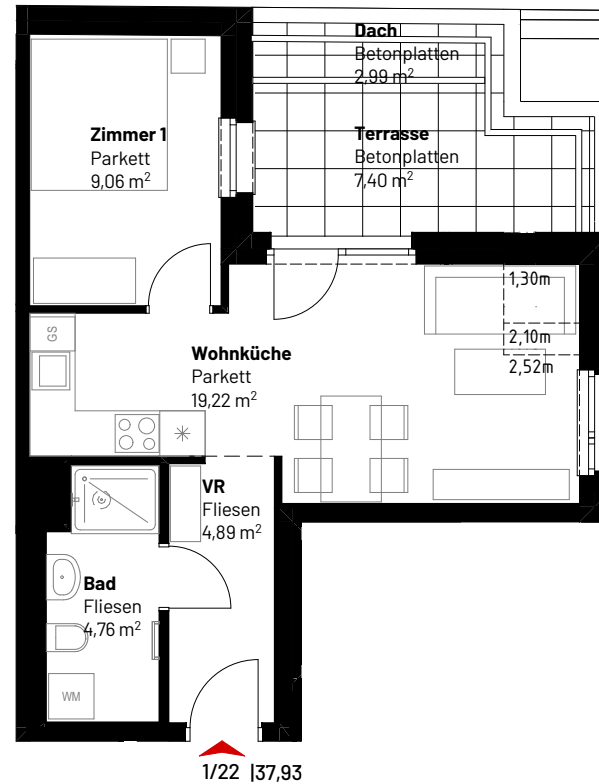 Dach
Betonplatten
2,99 m²
Zimmer 1
Parkett
9,06 m²
Terrasse
Betonplatten
7,40 m²
1,30m
2,10m
2,52m
GS
Wohnküche
Parkett
19,22 m²
VR
Fliesen
4,89 m²
Bad
Fliesen
4,76 m²
WM
1/22 |37,93